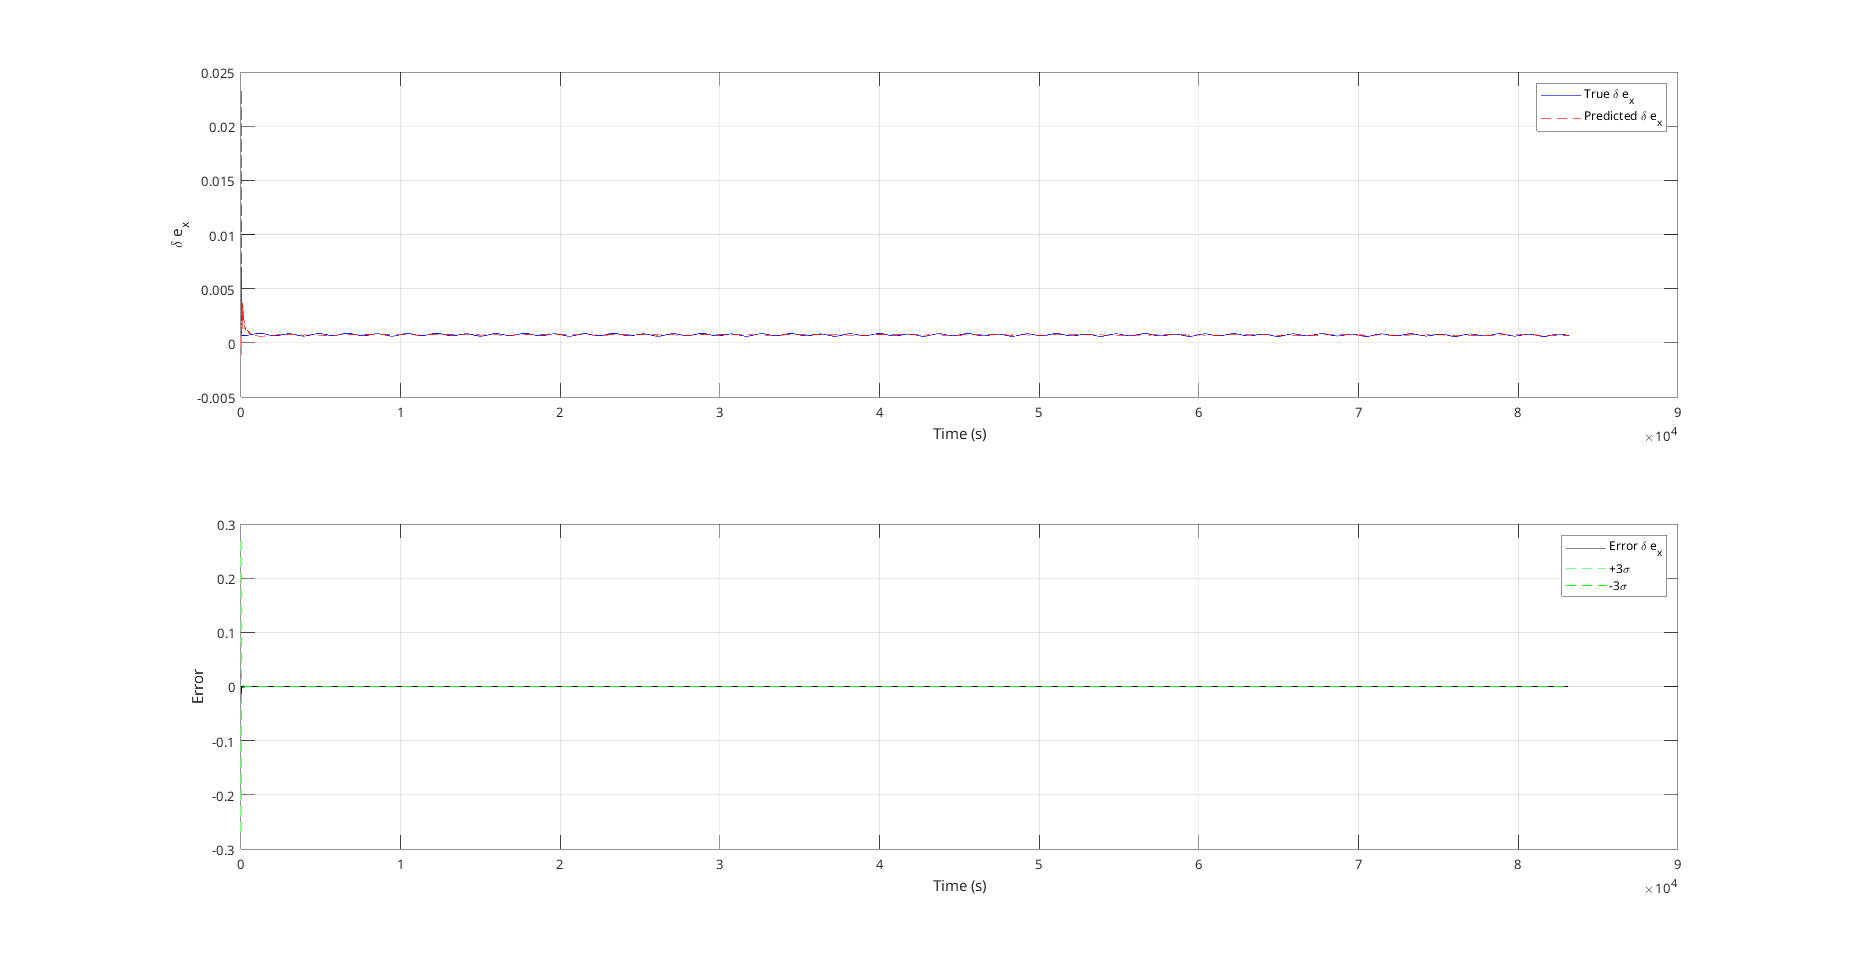 0.025
0.02
0.015
0.01
0.005
0
-0.005
δ e_x
True δ e_x
Predicted δ e_x
0 1 2 3 4 5 6 7 8 9
Time (s)
×10^4
0.3
0.2
0.1
0
-0.1
-0.2
-0.3
Error
Error δ e_x
+3σ
-3σ
0 1 2 3 4 5 6 7 8 9
Time (s)
×10^4